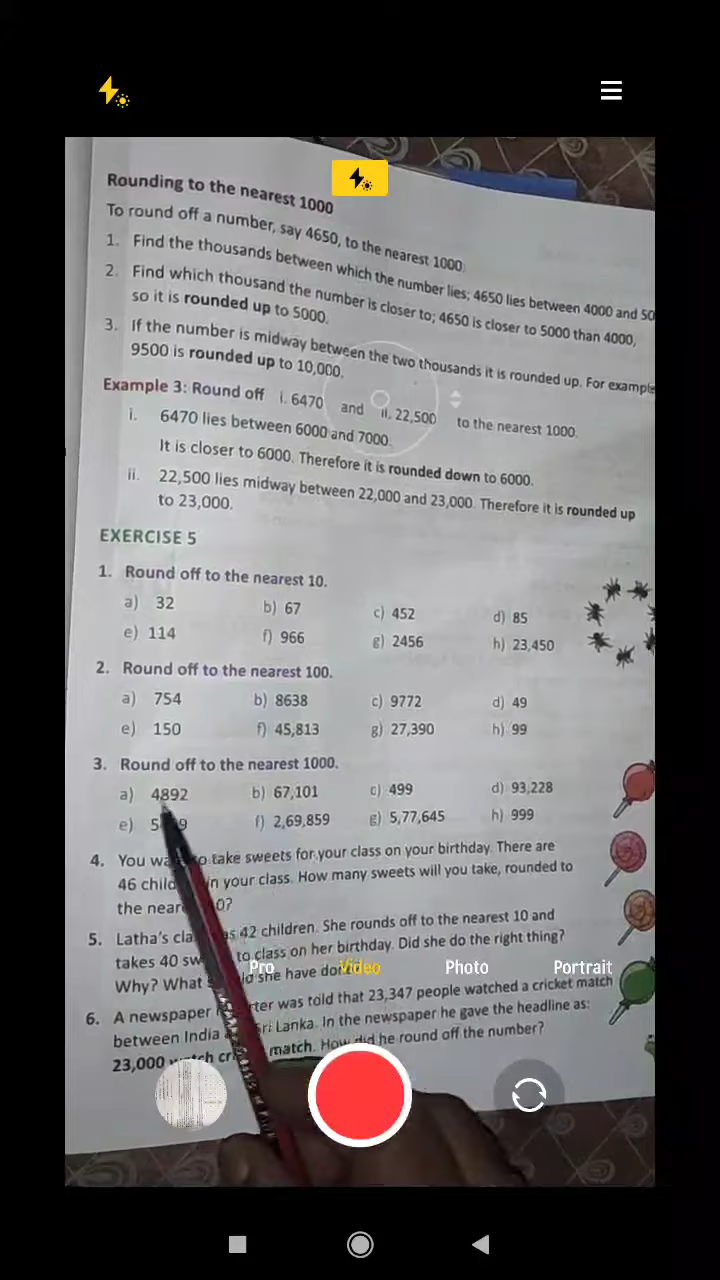 Rounding to the nearest 1000
To round off a number, say 4650, to the nearest 1000.
1. Find the thousands between which the number lies; 4650 lies between 4000 and
2. Find which thousand the number is closer to; 4650 is closer to 5000 than 4000,
so it is rounded up to 5000.
3. If the number is midway between the two thousands it is rounded up. For example
9500 is rounded up to 10,000.
Example 3: Round off i. 6470 and ii. 22,500 to the nearest 1000.
i. 6470 lies between 6000 and 7000.
It is closer to 6000. Therefore it is rounded down to 6000.
ii. 22,500 lies midway between 22,000 and 23,000. Therefore it is rounded up
to 23,000.
EXERCISE 5
1. Round off to the nearest 10.
a) 32 b) 67 c) 452 d) 85
e) 114 f) 966 g) 2456 h) 23,450
2. Round off to the nearest 100.
a) 754 b) 8638 c) 9772 d) 49
e) 150 f) 45,813 g) 27,390 h) 99
3. Round off to the nearest 1000.
a) 4892 b) 67,101 c) 499 d) 93,228
e) f) 2,69,859 g) 5,77,645 h) 999
4. You to take sweets for your class on your birthday. There are
46 in your class. How many sweets will you take, rounded to
the
5. Latha's 42 children. She rounds off to the nearest 10 and
takes 40 to class on her birthday. Did she do the right thing?
Why? What she have
Pro Video Photo Portrait
6. A newspaper was told that 23,347 people watched a cricket match
between India Sri Lanka. In the newspaper he gave the headline as:
23,000 match. How did he round off the number?